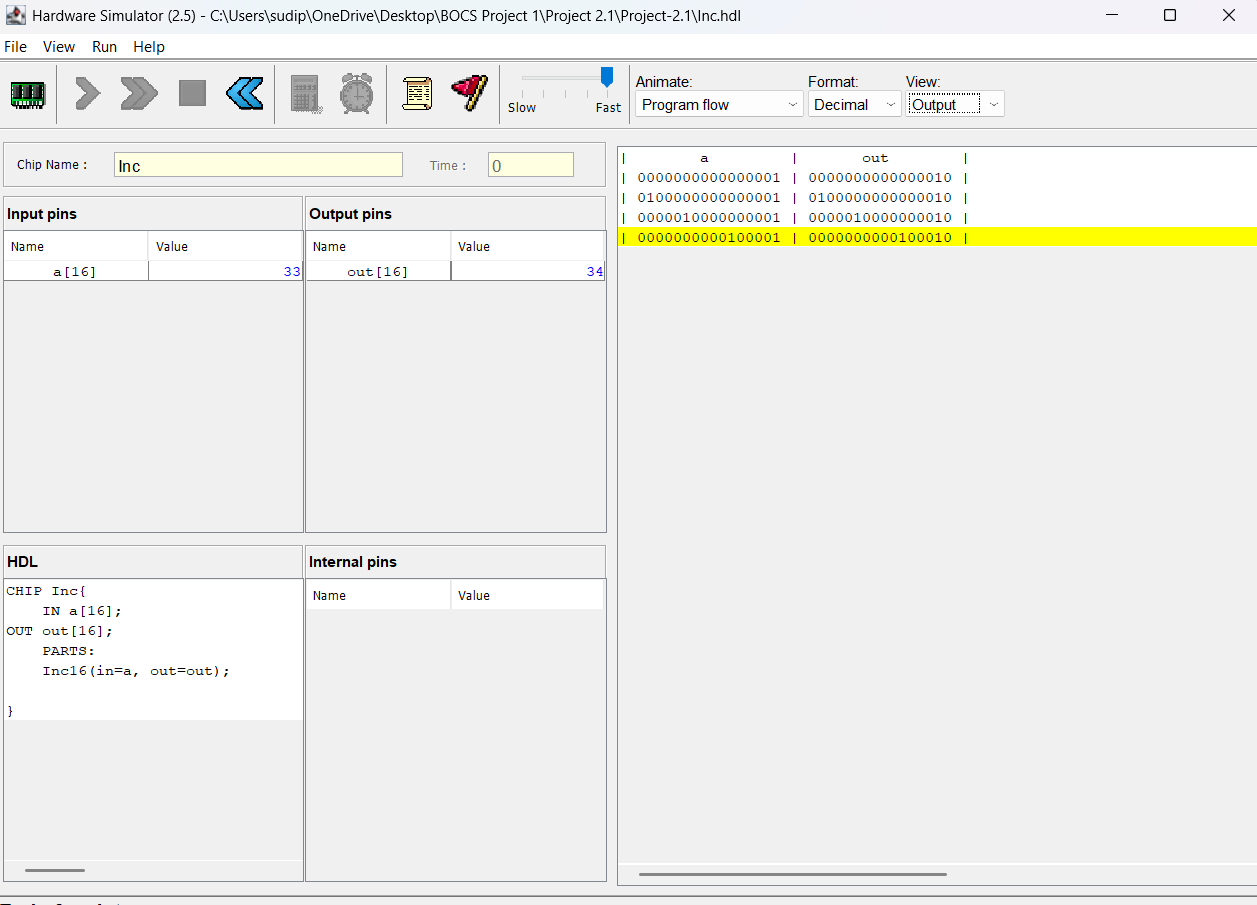 Hardware Simulator (2.5) - C:\Users\sudip\OneDrive\Desktop\BOCS Project 1\Project 2.1\Project-2.1\Inc.hdl
File View Run Help
Animate: Format: View:
Slow Fast Program flow Decimal Output
Chip Name : Inc Time : 0
Input pins
Name Value
a[16] 33
Output pins
Name Value
out[16] 34
HDL
CHIP Inc{
IN a[16];
OUT out[16];
PARTS:
Inc16(in=a, out=out);
}
Internal pins
Name Value
| a | out |
| 0000000000000001 | 0000000000000010 |
| 0100000000000001 | 0100000000000010 |
| 0000010000000001 | 0000010000000010 |
| 0000000000100001 | 0000000000100010 |